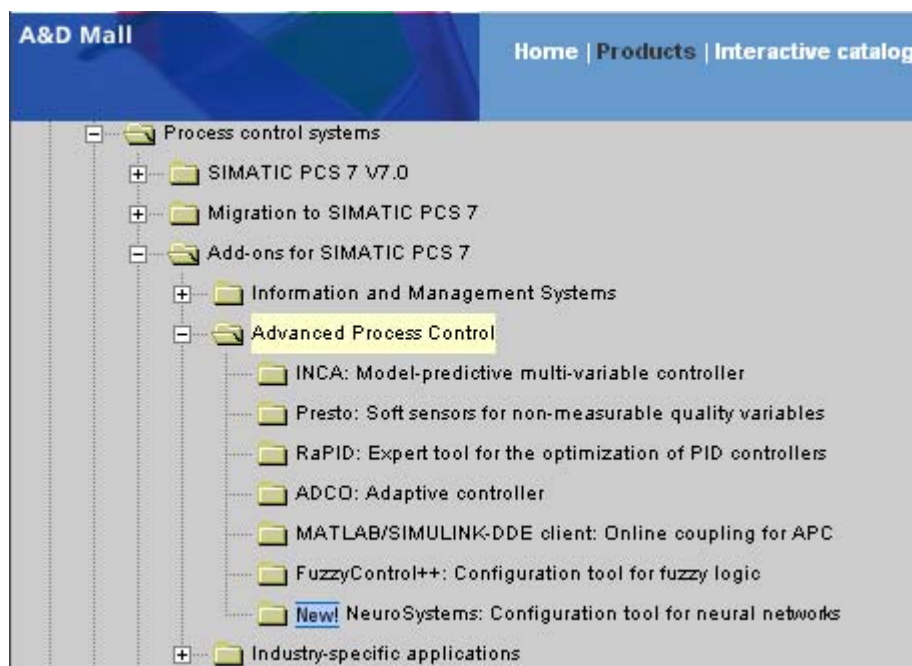 A&D Mall
Home | Products | Interactive catalog
Process control systems
SIMATIC PCS 7 V7.0
Migration to SIMATIC PCS 7
Add-ons for SIMATIC PCS 7
Information and Management Systems
Advanced Process Control
INCA: Model-predictive multi-variable controller
Presto: Soft sensors for non-measurable quality variables
RaPID: Expert tool for the optimization of PID controllers
ADCO: Adaptive controller
MATLAB/SIMULINK-DDE client: Online coupling for APC
FuzzyControl++: Configuration tool for fuzzy logic
New! NeuroSystems: Configuration tool for neural networks
Industry-specific applications